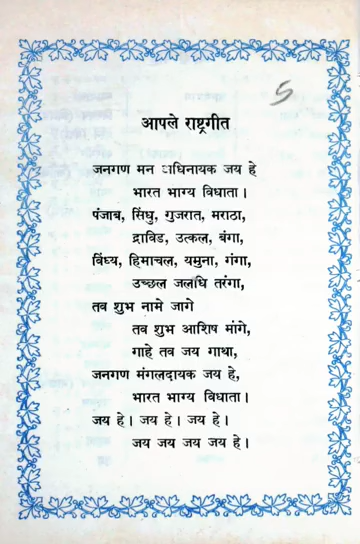 5
आपले राष्ट्रगीत
जनगण मन अधिनायक जय हे
भारत भाग्य विधाता।
पंजाब, सिंधु, गुजरात, मराठा,
द्राविड, उत्कल, बंगा,
विंध्य, हिमाचल, यमुना, गंगा,
उच्छल जलधि तरंगा,
तव शुभ नामे जागे
तव शुभ आशिष मांगे,
गाहे तव जय गाथा,
जनगण मंगलदायक जय हे,
भारत भाग्य विधाता।
जय हे। जय हे। जय हे।
जय जय जय जय हे।